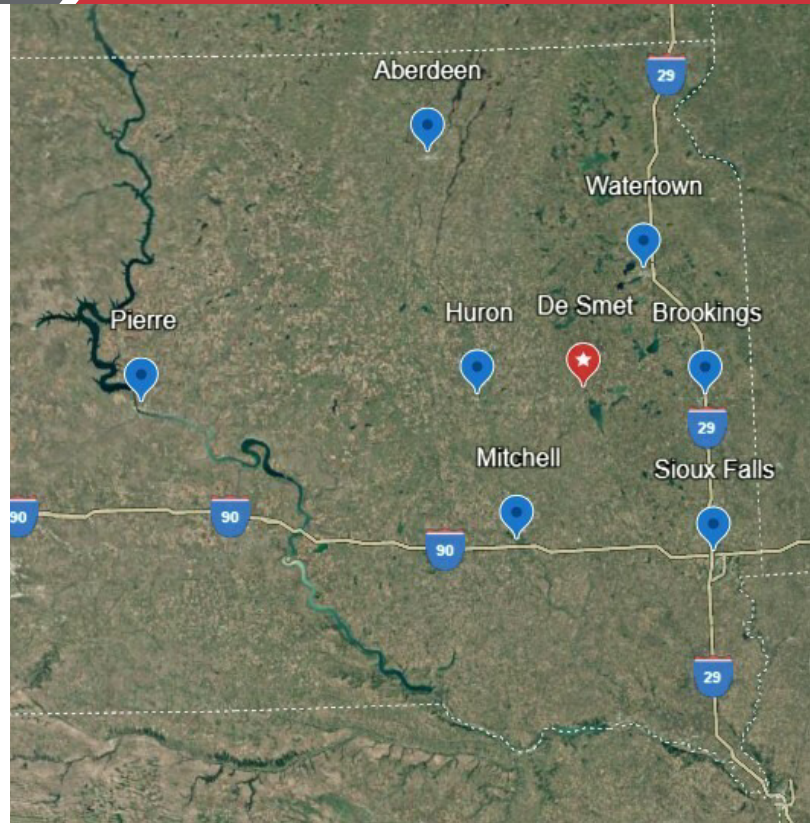 29
Aberdeen
Watertown
Pierre
Huron
De Smet
Brookings
29
Mitchell
Sioux Falls
90
90
90
29